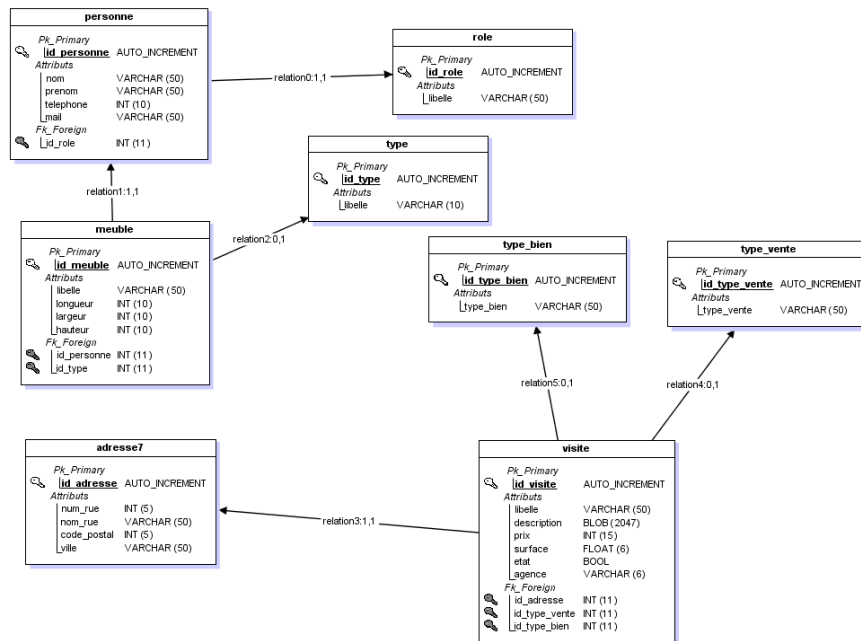 personne
Pk_Primary
id_personne AUTO_INCREMENT
Attributs
nom VARCHAR (50)
prenom VARCHAR (50)
telephone INT (10)
mail VARCHAR (50)
Fk_Foreign
id_role INT (11)
relation0:1,1
role
Pk_Primary
id_role AUTO_INCREMENT
Attributs
libelle VARCHAR (50)
relation1:1,1
type
Pk_Primary
id_type AUTO_INCREMENT
Attributs
libelle VARCHAR (10)
relation2:0,1
meuble
Pk_Primary
id_meuble AUTO_INCREMENT
Attributs
libelle VARCHAR (50)
longueur INT (10)
largeur INT (10)
hauteur INT (10)
Fk_Foreign
id_personne INT (11)
id_type INT (11)
type_bien
Pk_Primary
id_type_bien AUTO_INCREMENT
Attributs
type_bien VARCHAR (50)
type_vente
Pk_Primary
id_type_vente AUTO_INCREMENT
Attributs
type_vente VARCHAR (50)
relation5:0,1
relation4:0,1
adresse7
Pk_Primary
id_adresse AUTO_INCREMENT
Attributs
num_rue INT (5)
nom_rue VARCHAR (50)
code_postal INT (5)
ville VARCHAR (50)
relation3:1,1
visite
Pk_Primary
id_visite AUTO_INCREMENT
Attributs
libelle VARCHAR (50)
description BLOB (2047)
prix INT (15)
surface FLOAT (6)
etat BOOL
agence VARCHAR (6)
Fk_Foreign
id_adresse INT (11)
id_type_vente INT (11)
id_type_bien INT (11)